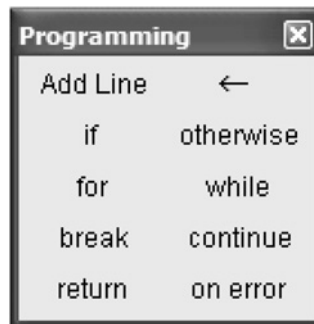 Programming
Add Line ←
if otherwise
for while
break continue
return on error